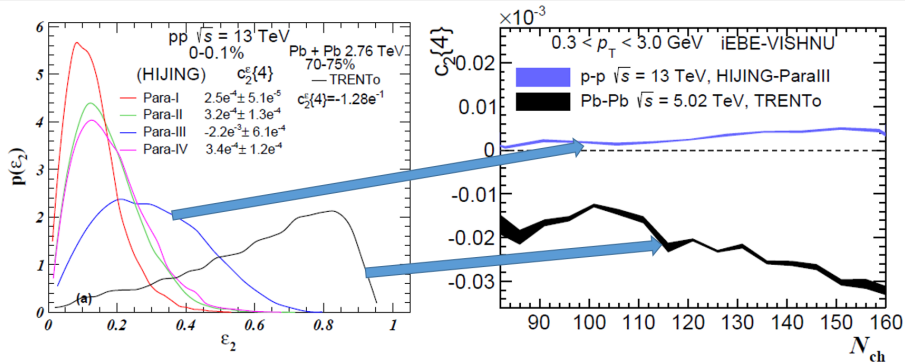 pp √s = 13 TeV
0-0.1%
Pb + Pb 2.76 TeV
70-75%
(HIJING) c₂^ε{4}
TRENTo
c₂^ε{4}=-1.28e⁻¹
Para-I 2.5e⁻⁴± 5.1e⁻⁵
Para-II 3.2e⁻⁴± 1.3e⁻⁴
Para-III -2.2e⁻³± 6.1e⁻⁴
Para-IV 3.4e⁻⁴± 1.2e⁻⁴
p(ε₂)
6
5
4
3
2
1
0
(a)
0 0.2 0.4 0.6 0.8 1
ε₂
×10⁻³
c₂{4}
0.3 < p_T < 3.0 GeV iEBE-VISHNU
p-p √s = 13 TeV, HIJING-ParaIII
Pb-Pb √s = 5.02 TeV, TRENTo
0.02
0.01
0
-0.01
-0.02
-0.03
90 100 110 120 130 140 150 160
N_ch